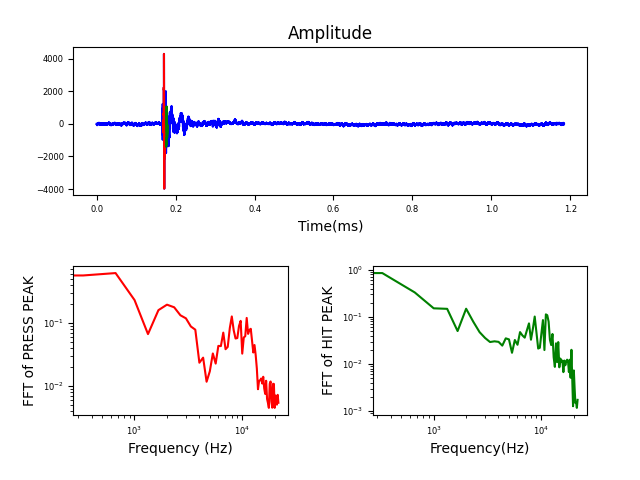 Amplitude
4000
2000
0
−2000
−4000
0.0 0.2 0.4 0.6 0.8 1.0 1.2
Time(ms)
FFT of PRESS PEAK
10⁻¹
10⁻²
10³ 10⁴
Frequency (Hz)
FFT of HIT PEAK
10⁰
10⁻¹
10⁻²
10⁻³
10³ 10⁴
Frequency(Hz)